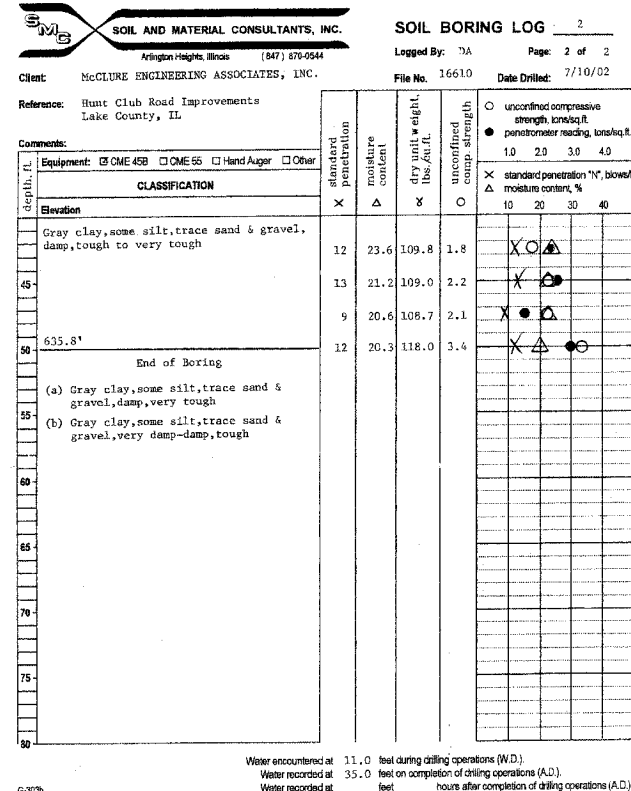 SMC
SOIL AND MATERIAL CONSULTANTS, INC.
Arlington Heights, Illinois (847) 870-0544
SOIL BORING LOG 2
Logged By: DA Page: 2 of 2
Client: McCLURE ENGINEERING ASSOCIATES, INC.
File No. 16610 Date Drilled: 7/10/02
Reference: Hunt Club Road Improvements
Lake County, IL
Comments:
Equipment: ☑ CME 45B ☐ CME 55 ☐ Hand Auger ☐ Other
depth, ft.
CLASSIFICATION
Elevation
standard penetration
X
moisture content
Δ
dry unit weight, lbs./cu.ft.
γ
unconfined comp. strength
O
○ unconfined compressive
strength, tons/sq.ft.
● penetrometer reading, tons/sq.ft.
1.0 2.0 3.0 4.0
X standard penetration "N", blows/
Δ moisture content, %
10 20 30 40
Gray clay,some silt,trace sand & gravel,
damp,tough to very tough
12 23.6 109.8 1.8
45 13 21.2 109.0 2.2
9 20.6 108.7 2.1
635.8'
50 12 20.3 118.0 3.4
End of Boring
(a) Gray clay,some silt,trace sand &
gravel,damp,very tough
55
(b) Gray clay,some silt,trace sand &
gravel,very damp-damp,tough
60
65
70
75
80
Water encountered at 11.0 feet during drilling operations (W.D.).
Water recorded at 35.0 feet on completion of drilling operations (A.D.).
Water recorded at feet hours after completion of drilling operations (A.D.)
G-303b